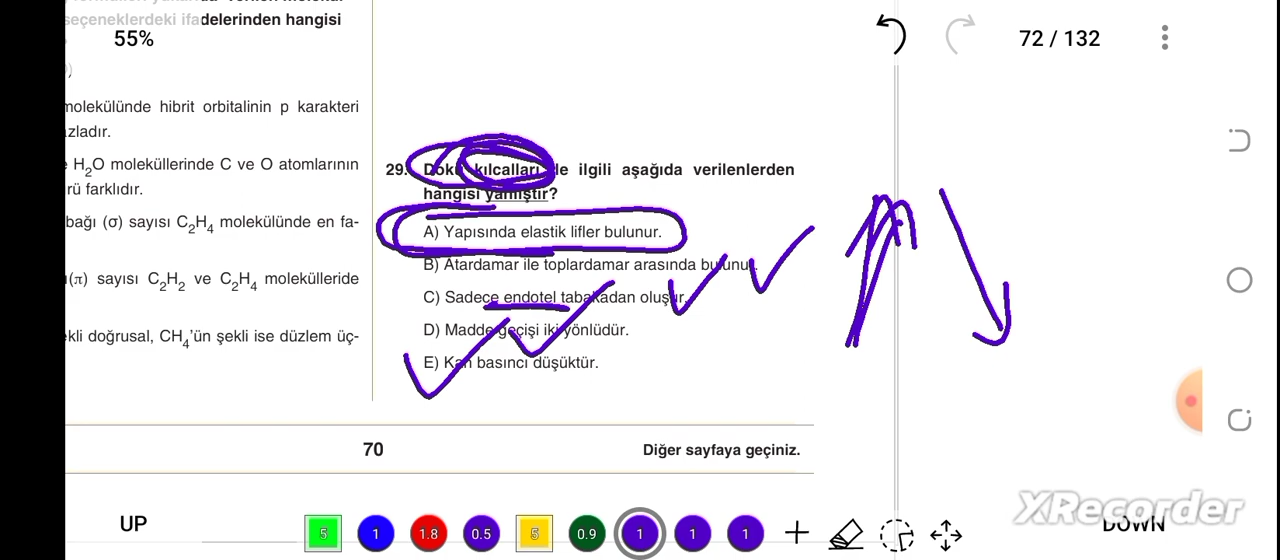 seçeneklerdeki ifadelerinden hangisi
55%
72 / 132
molekülünde hibrit orbitalinin p karakteri
azladır.
H₂O moleküllerinde C ve O atomlarının
rü farklıdır.
bağı (σ) sayısı C₂H₄ molekülünde en fa-
(π) sayısı C₂H₂ ve C₂H₄ molekülleride
ekli doğrusal, CH₄'ün şekli ise düzlem üç-
29. Doku kılcalları ile ilgili aşağıda verilenlerden
hangisi yanlıştır?
A) Yapısında elastik lifler bulunur.
B) Atardamar ile toplardamar arasında bulunur.
C) Sadece endotel tabakadan oluşur.
D) Madde geçişi iki yönlüdür.
E) Kan basıncı düşüktür.
70
Diğer sayfaya geçiniz.
XRecorder
UP
5 1 1.8 0.5 5 0.9 1 1 1
DOWN